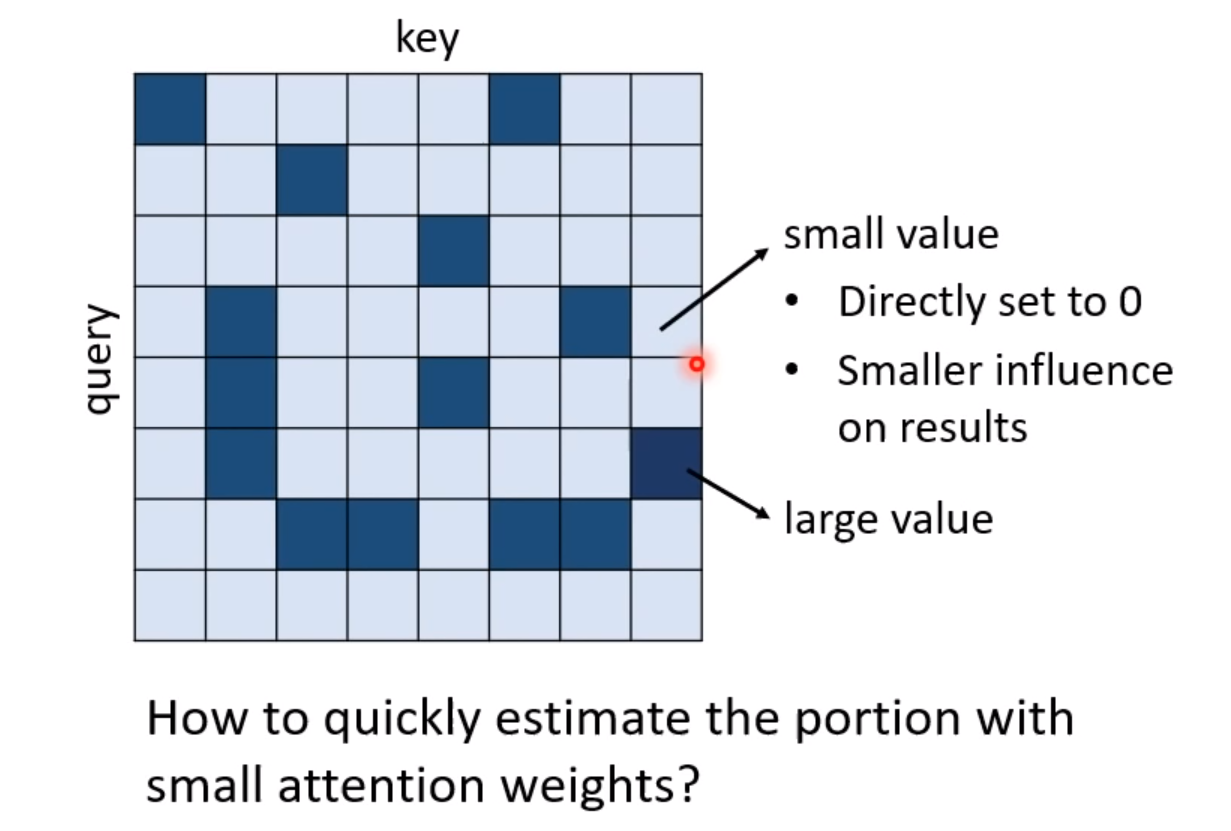 key
query
small value
• Directly set to 0
• Smaller influence
on results
large value
How to quickly estimate the portion with
small attention weights?